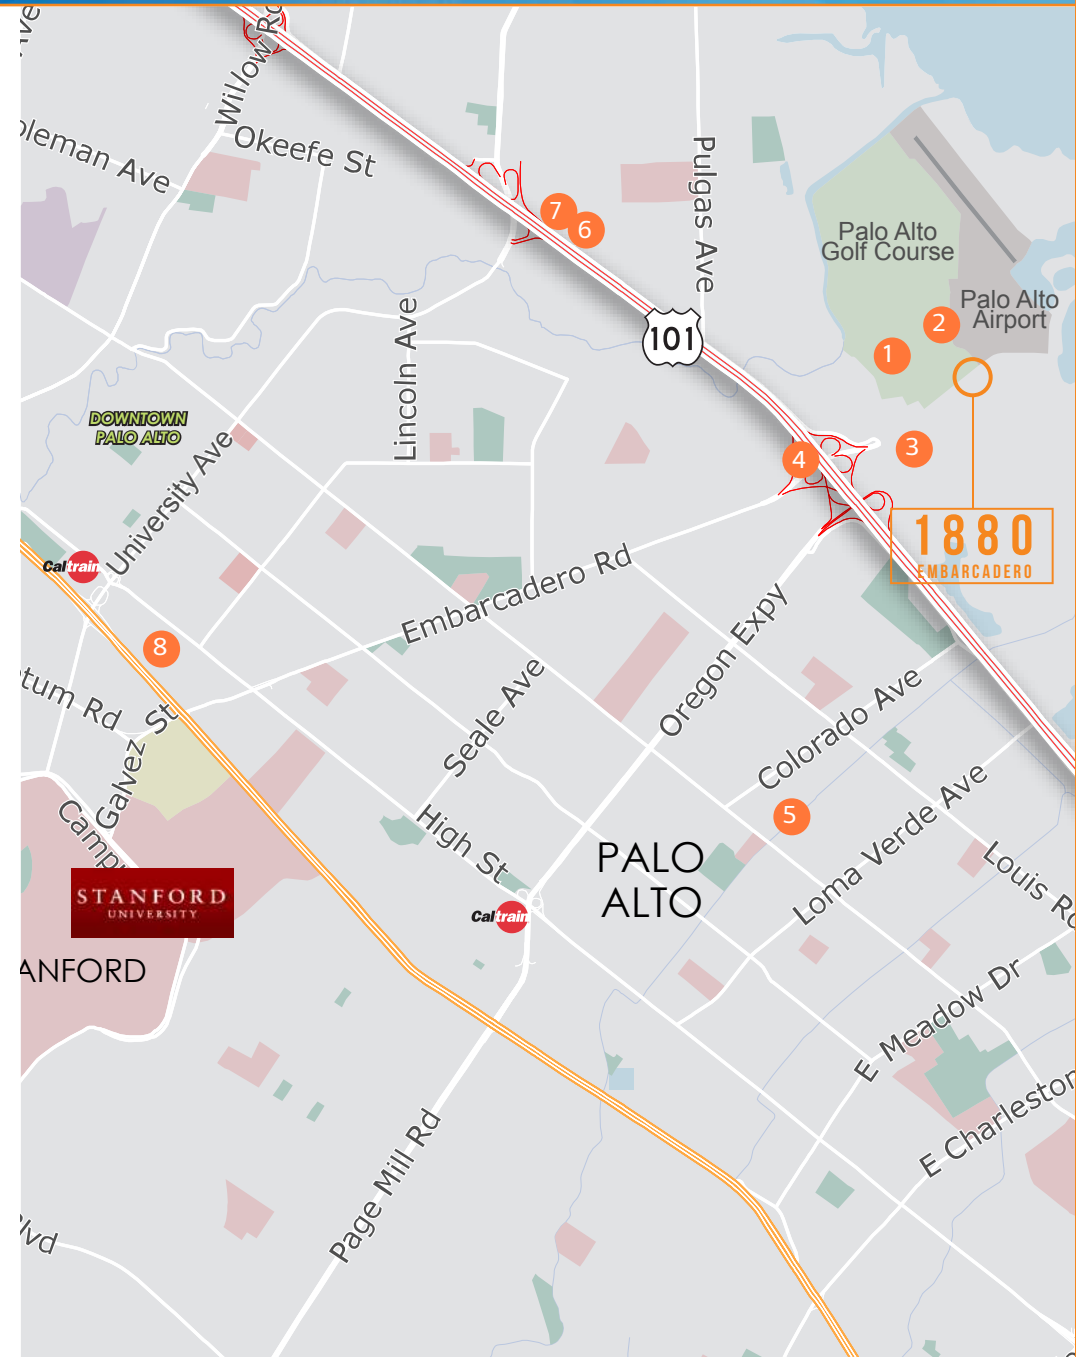 Ave
Willow Rd
oleman Ave
Okeefe St
Pulgas Ave
7
6
Palo Alto
Golf Course
Palo Alto
Airport
2
1
101
Lincoln Ave
DOWNTOWN
PALO ALTO
University Ave
3
4
1880
EMBARCADERO
Caltrain
Embarcadero Rd
Oregon Expy
8
Seale Ave
Colorado Ave
tum Rd
Galvez St
5
Loma Verde Ave
High St
PALO
ALTO
Louis Rd
Camp
STANFORD
UNIVERSITY
Caltrain
ANFORD
E Meadow Dr
E Charleston
Page Mill Rd
lvd